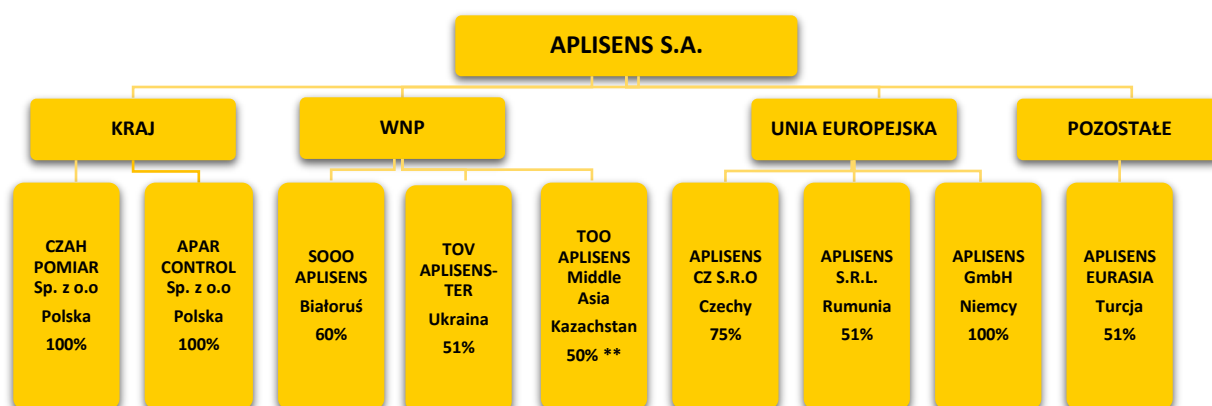 APLISENS S.A.
KRAJ
WNP
UNIA EUROPEJSKA
POZOSTAŁE
CZAH
POMIAR
Sp. z o.o
Polska
100%
APAR
CONTROL
Sp. z o.o
Polska
100%
SOOO
APLISENS
Białoruś
60%
TOV
APLISENS-
TER
Ukraina
51%
TOO
APLISENS
Middle
Asia
Kazachstan
50% **
APLISENS
CZ S.R.O
Czechy
75%
APLISENS
S.R.L.
Rumunia
51%
APLISENS
GmbH
Niemcy
100%
APLISENS
EURASIA
Turcja
51%